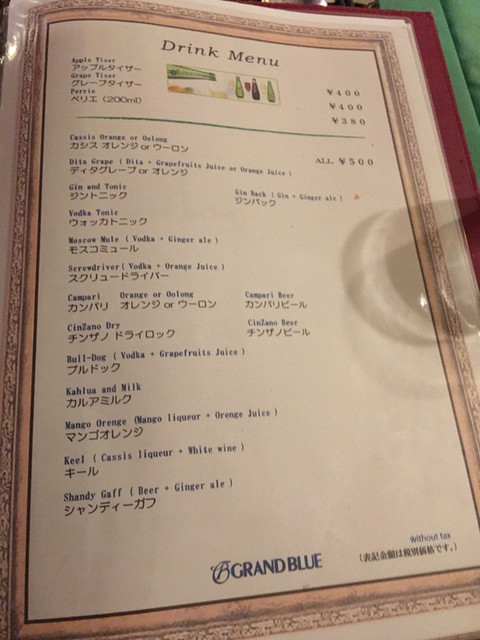 Drink Menu
Apple Tiser
アップルタイザー ￥400
Grape Tiser
グレープタイザー ￥400
Perrie
ペリエ (200ml) ￥380
Cassis Orange or Oolong
カシス オレンジ or ウーロン
ALL ￥500
Dita Grape ( Dita + Grapefruits Juice or Orange Juice )
ディタグレープ or オレンジ
Gin and Tonic
ジントニック
Gin Back ( Gin + Ginger ale )
ジンバック
Vodka Tonic
ウォッカトニック
Moscow Mule ( Vodka + Ginger ale )
モスコミュール
Screwdriver ( Vodka + Orange Juice )
スクリュードライバー
Campari Orange or Oolong
カンパリ オレンジ or ウーロン
Campari Beer
カンパリビール
CinZano Dry
チンザノ ドライロック
CinZano Beer
チンザノビール
Bull-Dog ( Vodka + Grapefruits Juice )
ブルドック
Kahlua and Milk
カルアミルク
Mango Orenge (Mango liqueur + Orenge Juice )
マンゴオレンジ
Keel ( Cassis liqueur + White wine )
キール
Shandy Gaff ( Beer + Ginger ale )
シャンディーガフ
GRAND BLUE
without tax
(表記金額は税別価格です。)